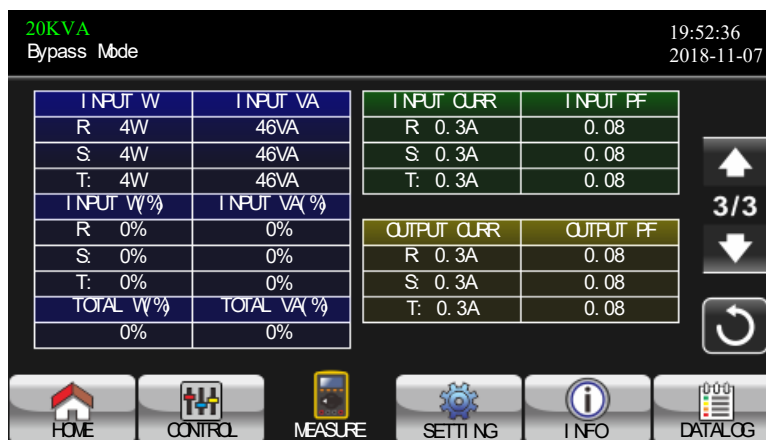 20KVA
Bypass Mode
19:52:36
2018-11-07
INPUT W INPUT VA
R: 4W 46VA
S: 4W 46VA
T: 4W 46VA
INPUT W(%) INPUT VA(%)
R: 0% 0%
S: 0% 0%
T: 0% 0%
TOTAL W(%) TOTAL VA(%)
0% 0%
INPUT CURR INPUT PF
R: 0.3A 0.08
S: 0.3A 0.08
T: 0.3A 0.08
OUTPUT CURR OUTPUT PF
R: 0.3A 0.08
S: 0.3A 0.08
T: 0.3A 0.08
3/3
HOME CONTROL MEASURE SETTING INFO DATALOG